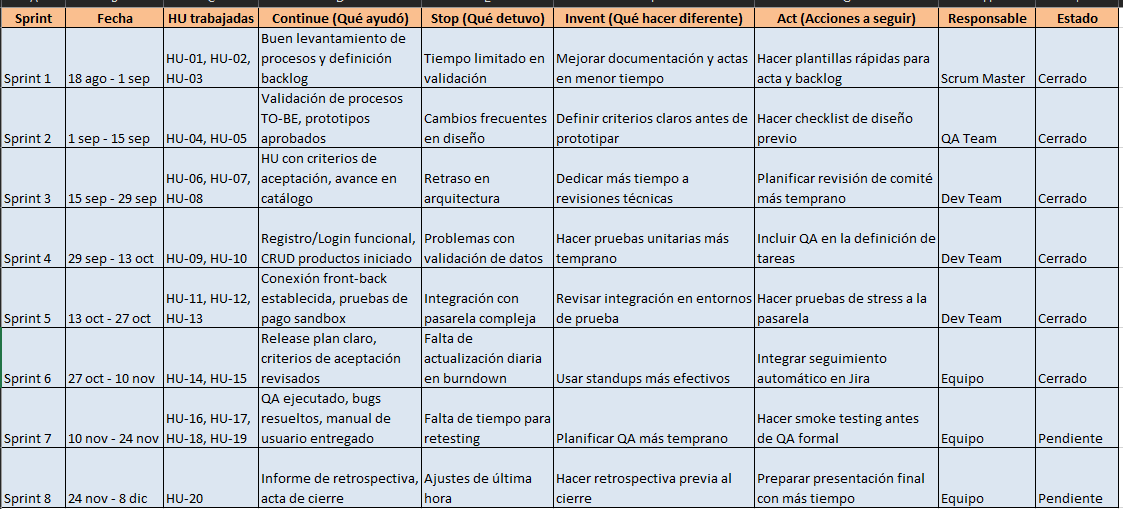 Sprint Fecha HU trabajadas Continue (Qué ayudó) Stop (Qué detuvo) Invent (Qué hacer diferente) Act (Acciones a seguir) Responsable Estado
Sprint 1
18 ago - 1 sep
HU-01, HU-02,
HU-03
Buen levantamiento de
procesos y definición
backlog
Tiempo limitado en
validación
Mejorar documentación y actas
en menor tiempo
Hacer plantillas rápidas para
acta y backlog
Scrum Master
Cerrado
Sprint 2
1 sep - 15 sep
HU-04, HU-05
Validación de procesos
TO-BE, prototipos
aprobados
Cambios frecuentes
en diseño
Definir criterios claros antes de
prototipar
Hacer checklist de diseño
previo
QA Team
Cerrado
Sprint 3
15 sep - 29 sep
HU-06, HU-07,
HU-08
HU con criterios de
aceptación, avance en
catálogo
Retraso en
arquitectura
Dedicar más tiempo a
revisiones técnicas
Planificar revisión de comité
más temprano
Dev Team
Cerrado
Sprint 4
29 sep - 13 oct
HU-09, HU-10
Registro/Login funcional,
CRUD productos iniciado
Problemas con
validación de datos
Hacer pruebas unitarias más
temprano
Incluir QA en la definición de
tareas
Dev Team
Cerrado
Sprint 5
13 oct - 27 oct
HU-11, HU-12,
HU-13
Conexión front-back
establecida, pruebas de
pago sandbox
Integración con
pasarela compleja
Revisar integración en entornos
de prueba
Hacer pruebas de stress a la
pasarela
Dev Team
Cerrado
Sprint 6
27 oct - 10 nov
HU-14, HU-15
Release plan claro,
criterios de aceptación
revisados
Falta de
actualización diaria
en burndown
Usar standups más efectivos
Integrar seguimiento
automático en Jira
Equipo
Cerrado
Sprint 7
10 nov - 24 nov
HU-16, HU-17,
HU-18, HU-19
QA ejecutado, bugs
resueltos, manual de
usuario entregado
Falta de tiempo para
retesting
Planificar QA más temprano
Hacer smoke testing antes
de QA formal
Equipo
Pendiente
Sprint 8
24 nov - 8 dic
HU-20
Informe de retrospectiva,
acta de cierre
Ajustes de última
hora
Hacer retrospectiva previa al
cierre
Preparar presentación final
con más tiempo
Equipo
Pendiente